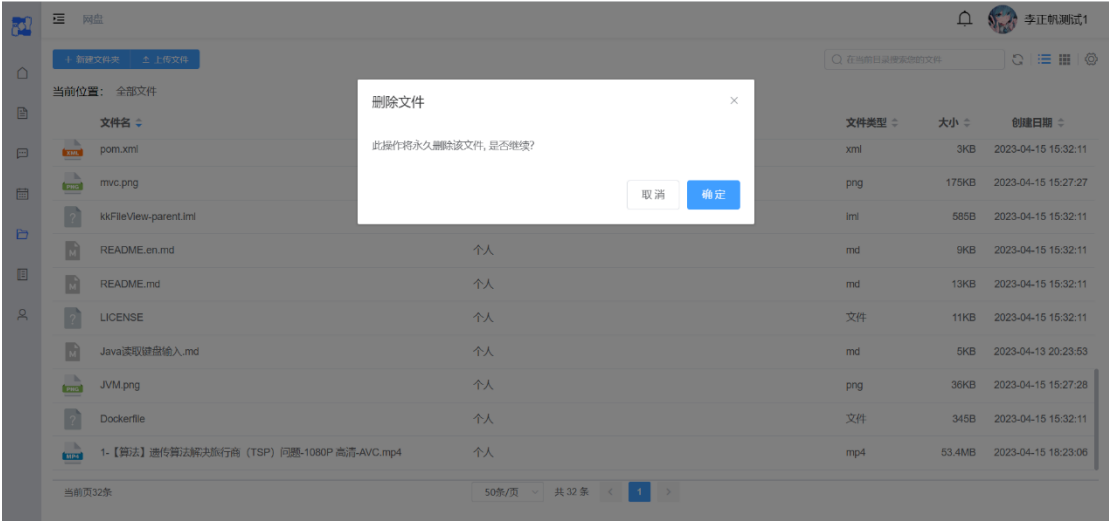 网盘
李正帆测试1
+ 新建文件夹 上传文件
在当前目录搜索您的文件
当前位置： 全部文件
删除文件
此操作将永久删除该文件, 是否继续?
取消 确定
文件名 文件类型 大小 创建日期
pom.xml xml 3KB 2023-04-15 15:32:11
mvc.png png 175KB 2023-04-15 15:27:27
kkFileView-parent.iml iml 585B 2023-04-15 15:32:11
README.en.md 个人 md 9KB 2023-04-15 15:32:11
README.md 个人 md 13KB 2023-04-15 15:32:11
LICENSE 个人 文件 11KB 2023-04-15 15:32:11
Java读取键盘输入.md 个人 md 5KB 2023-04-13 20:23:53
JVM.png 个人 png 36KB 2023-04-15 15:27:28
Dockerfile 个人 文件 345B 2023-04-15 15:32:11
1-【算法】遗传算法解决旅行商（TSP）问题-1080P 高清-AVC.mp4 个人 mp4 53.4MB 2023-04-15 18:23:06
当前页32条 50条/页 共 32 条 1